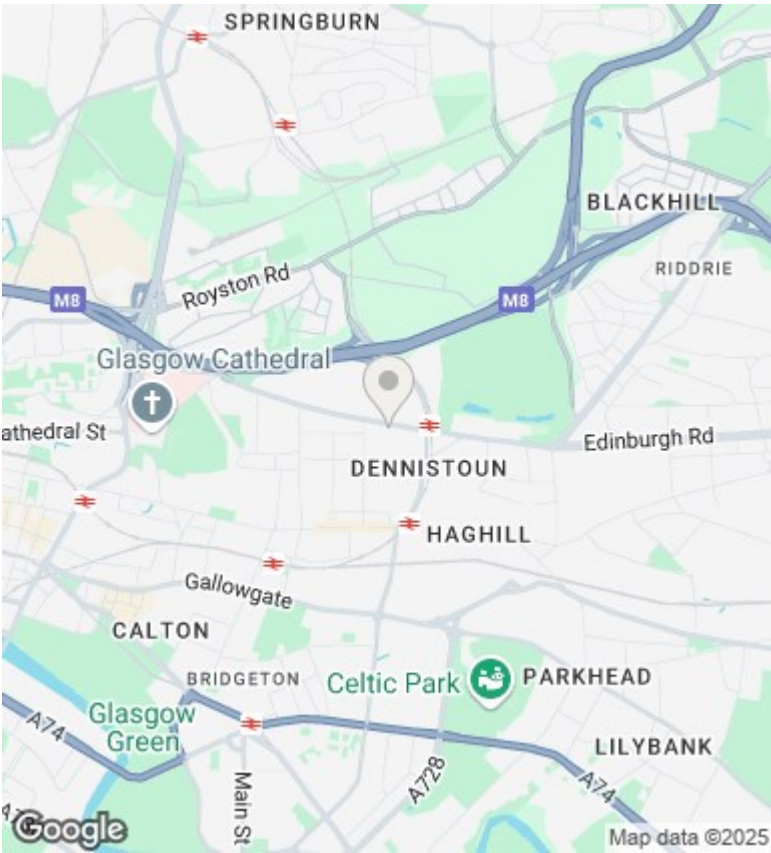 SPRINGBURN
BLACKHILL
RIDDRIE
Royston Rd
M8
M8
Glasgow Cathedral
athedral St
Edinburgh Rd
DENNISTOUN
HAGHILL
Gallowgate
CALTON
BRIDGETON
Celtic Park
PARKHEAD
Glasgow
Green
A74
LILYBANK
Main St
A728
A74
Google
Map data ©2025